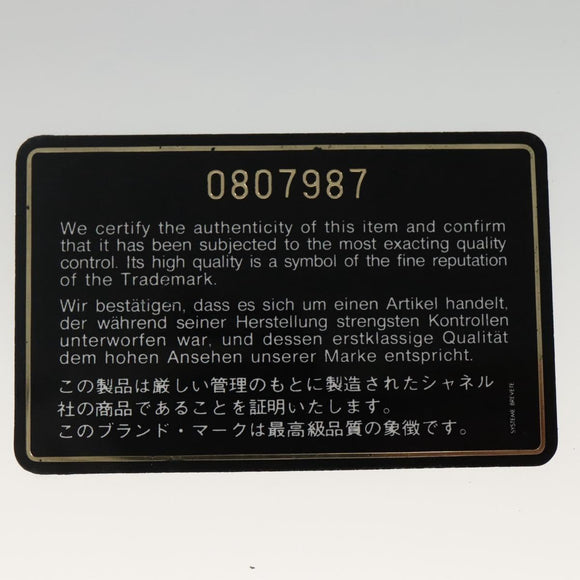 0807987
We certify the authenticity of this item and confirm
that it has been subjected to the most exacting quality
control. Its high quality is a symbol of the fine reputation
of the Trademark.
Wir bestätigen, dass es sich um einen Artikel handelt,
der während seiner Herstellung strengsten Kontrollen
unterworfen war, und dessen erstklassige Qualität
dem hohen Ansehen unserer Marke entspricht.
この製品は厳しい管理のもとに製造されたシャネル
社の商品であることを証明いたします。
このブランド・マークは最高級品質の象徴です。
SYSTEME BREVETE